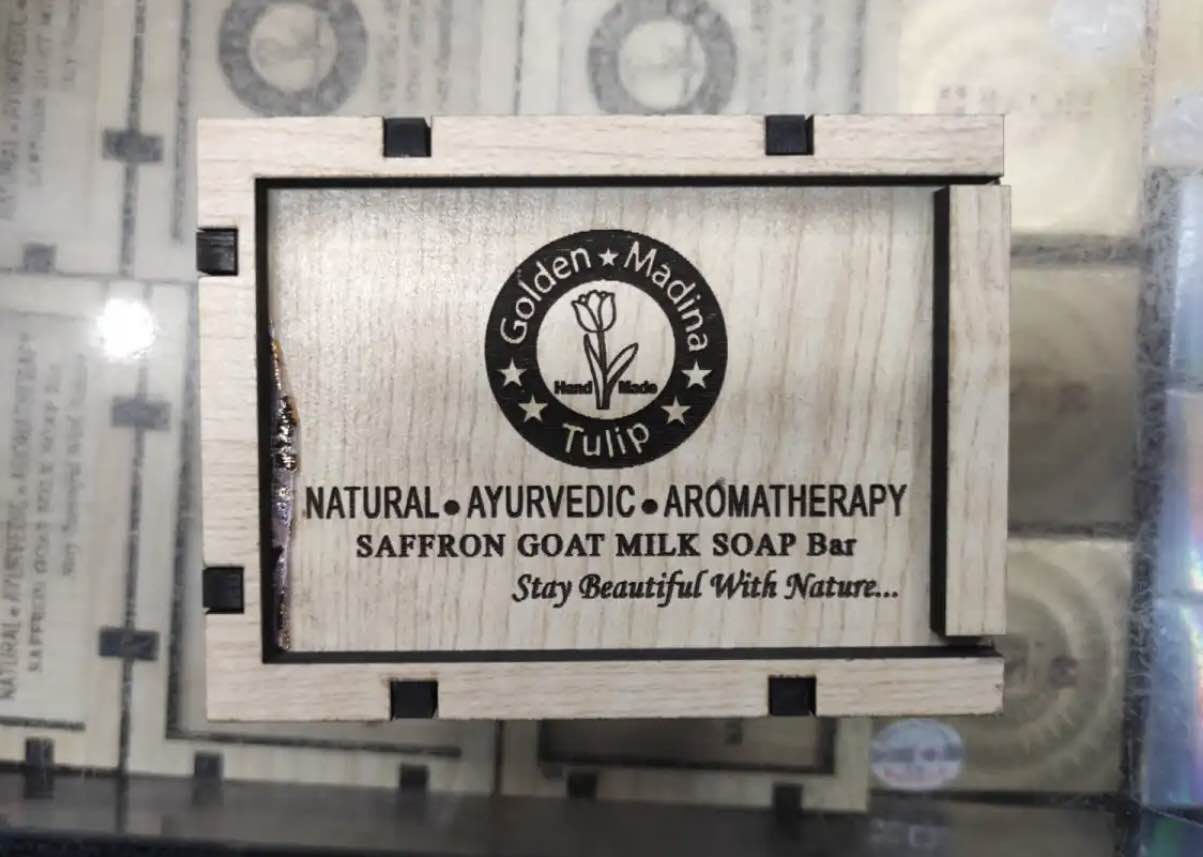 Golden ★ Madina
Hand Made
★ ★ Tulip ★ ★
NATURAL • AYURVEDIC • AROMATHERAPY
SAFFRON GOAT MILK SOAP Bar
Stay Beautiful With Nature...